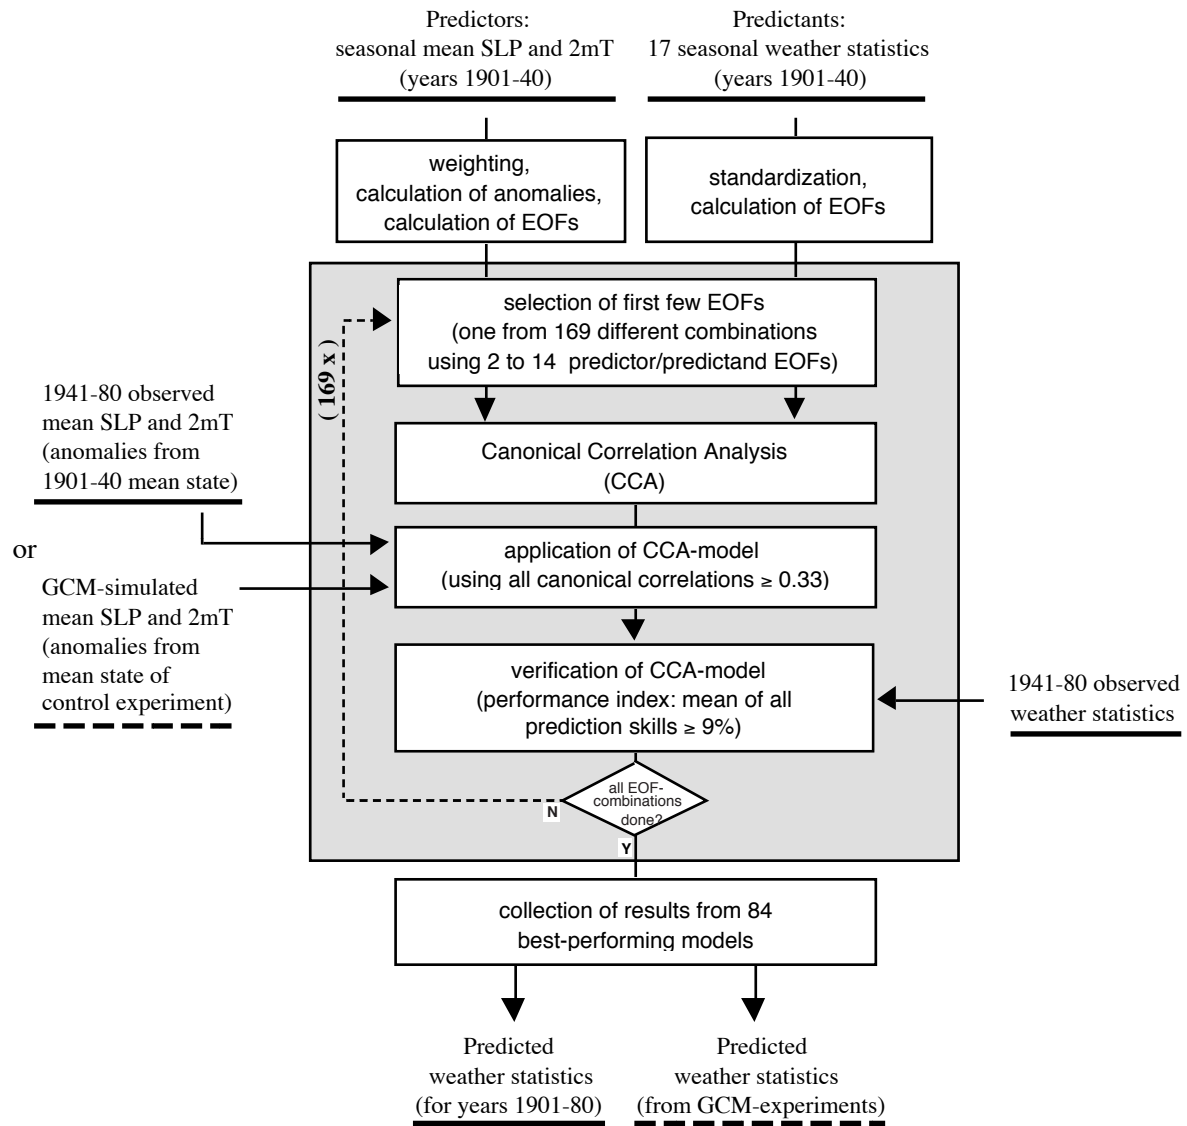 Predictors:
seasonal mean SLP and 2mT
(years 1901-40)
Predictants:
17 seasonal weather statistics
(years 1901-40)
weighting,
calculation of anomalies,
calculation of EOFs
standardization,
calculation of EOFs
selection of first few EOFs
(one from 169 different combinations
using 2 to 14 predictor/predictand EOFs)
( 169 x )
1941-80 observed
mean SLP and 2mT
(anomalies from
1901-40 mean state)
Canonical Correlation Analysis
(CCA)
or
application of CCA-model
(using all canonical correlations ≥ 0.33)
GCM-simulated
mean SLP and 2mT
(anomalies from
mean state of
control experiment)
verification of CCA-model
(performance index: mean of all
prediction skills ≥ 9%)
1941-80 observed
weather statistics
all EOF-
combinations
done?
N
Y
collection of results from 84
best-performing models
Predicted
weather statistics
(for years 1901-80)
Predicted
weather statistics
(from GCM-experiments)